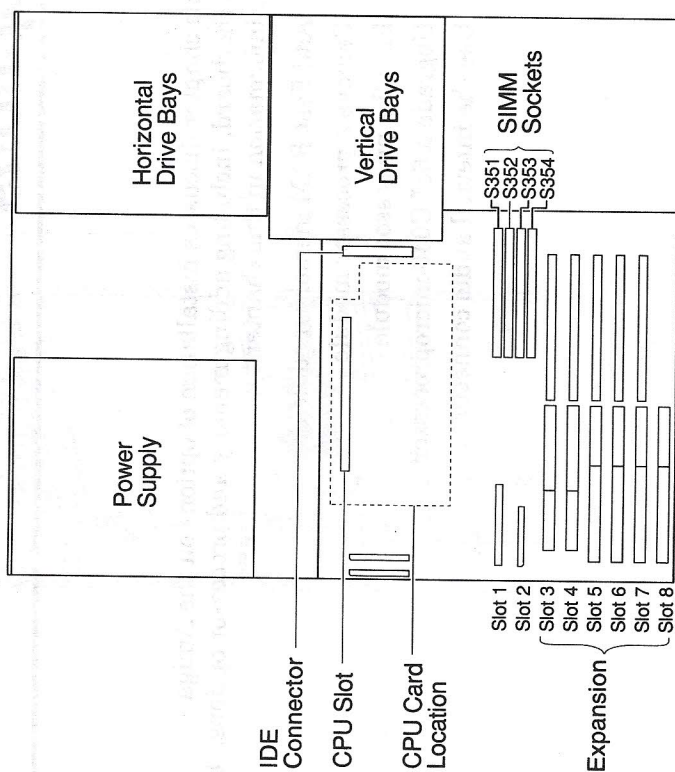 Horizontal
Drive Bays
Power
Supply
Vertical
Drive Bays
IDE
Connector
CPU Slot
CPU Card
Location
S351
S352
S353
S354
SIMM
Sockets
Slot 1
Slot 2
Slot 3
Slot 4
Slot 5
Slot 6
Slot 7
Slot 8
Expansion